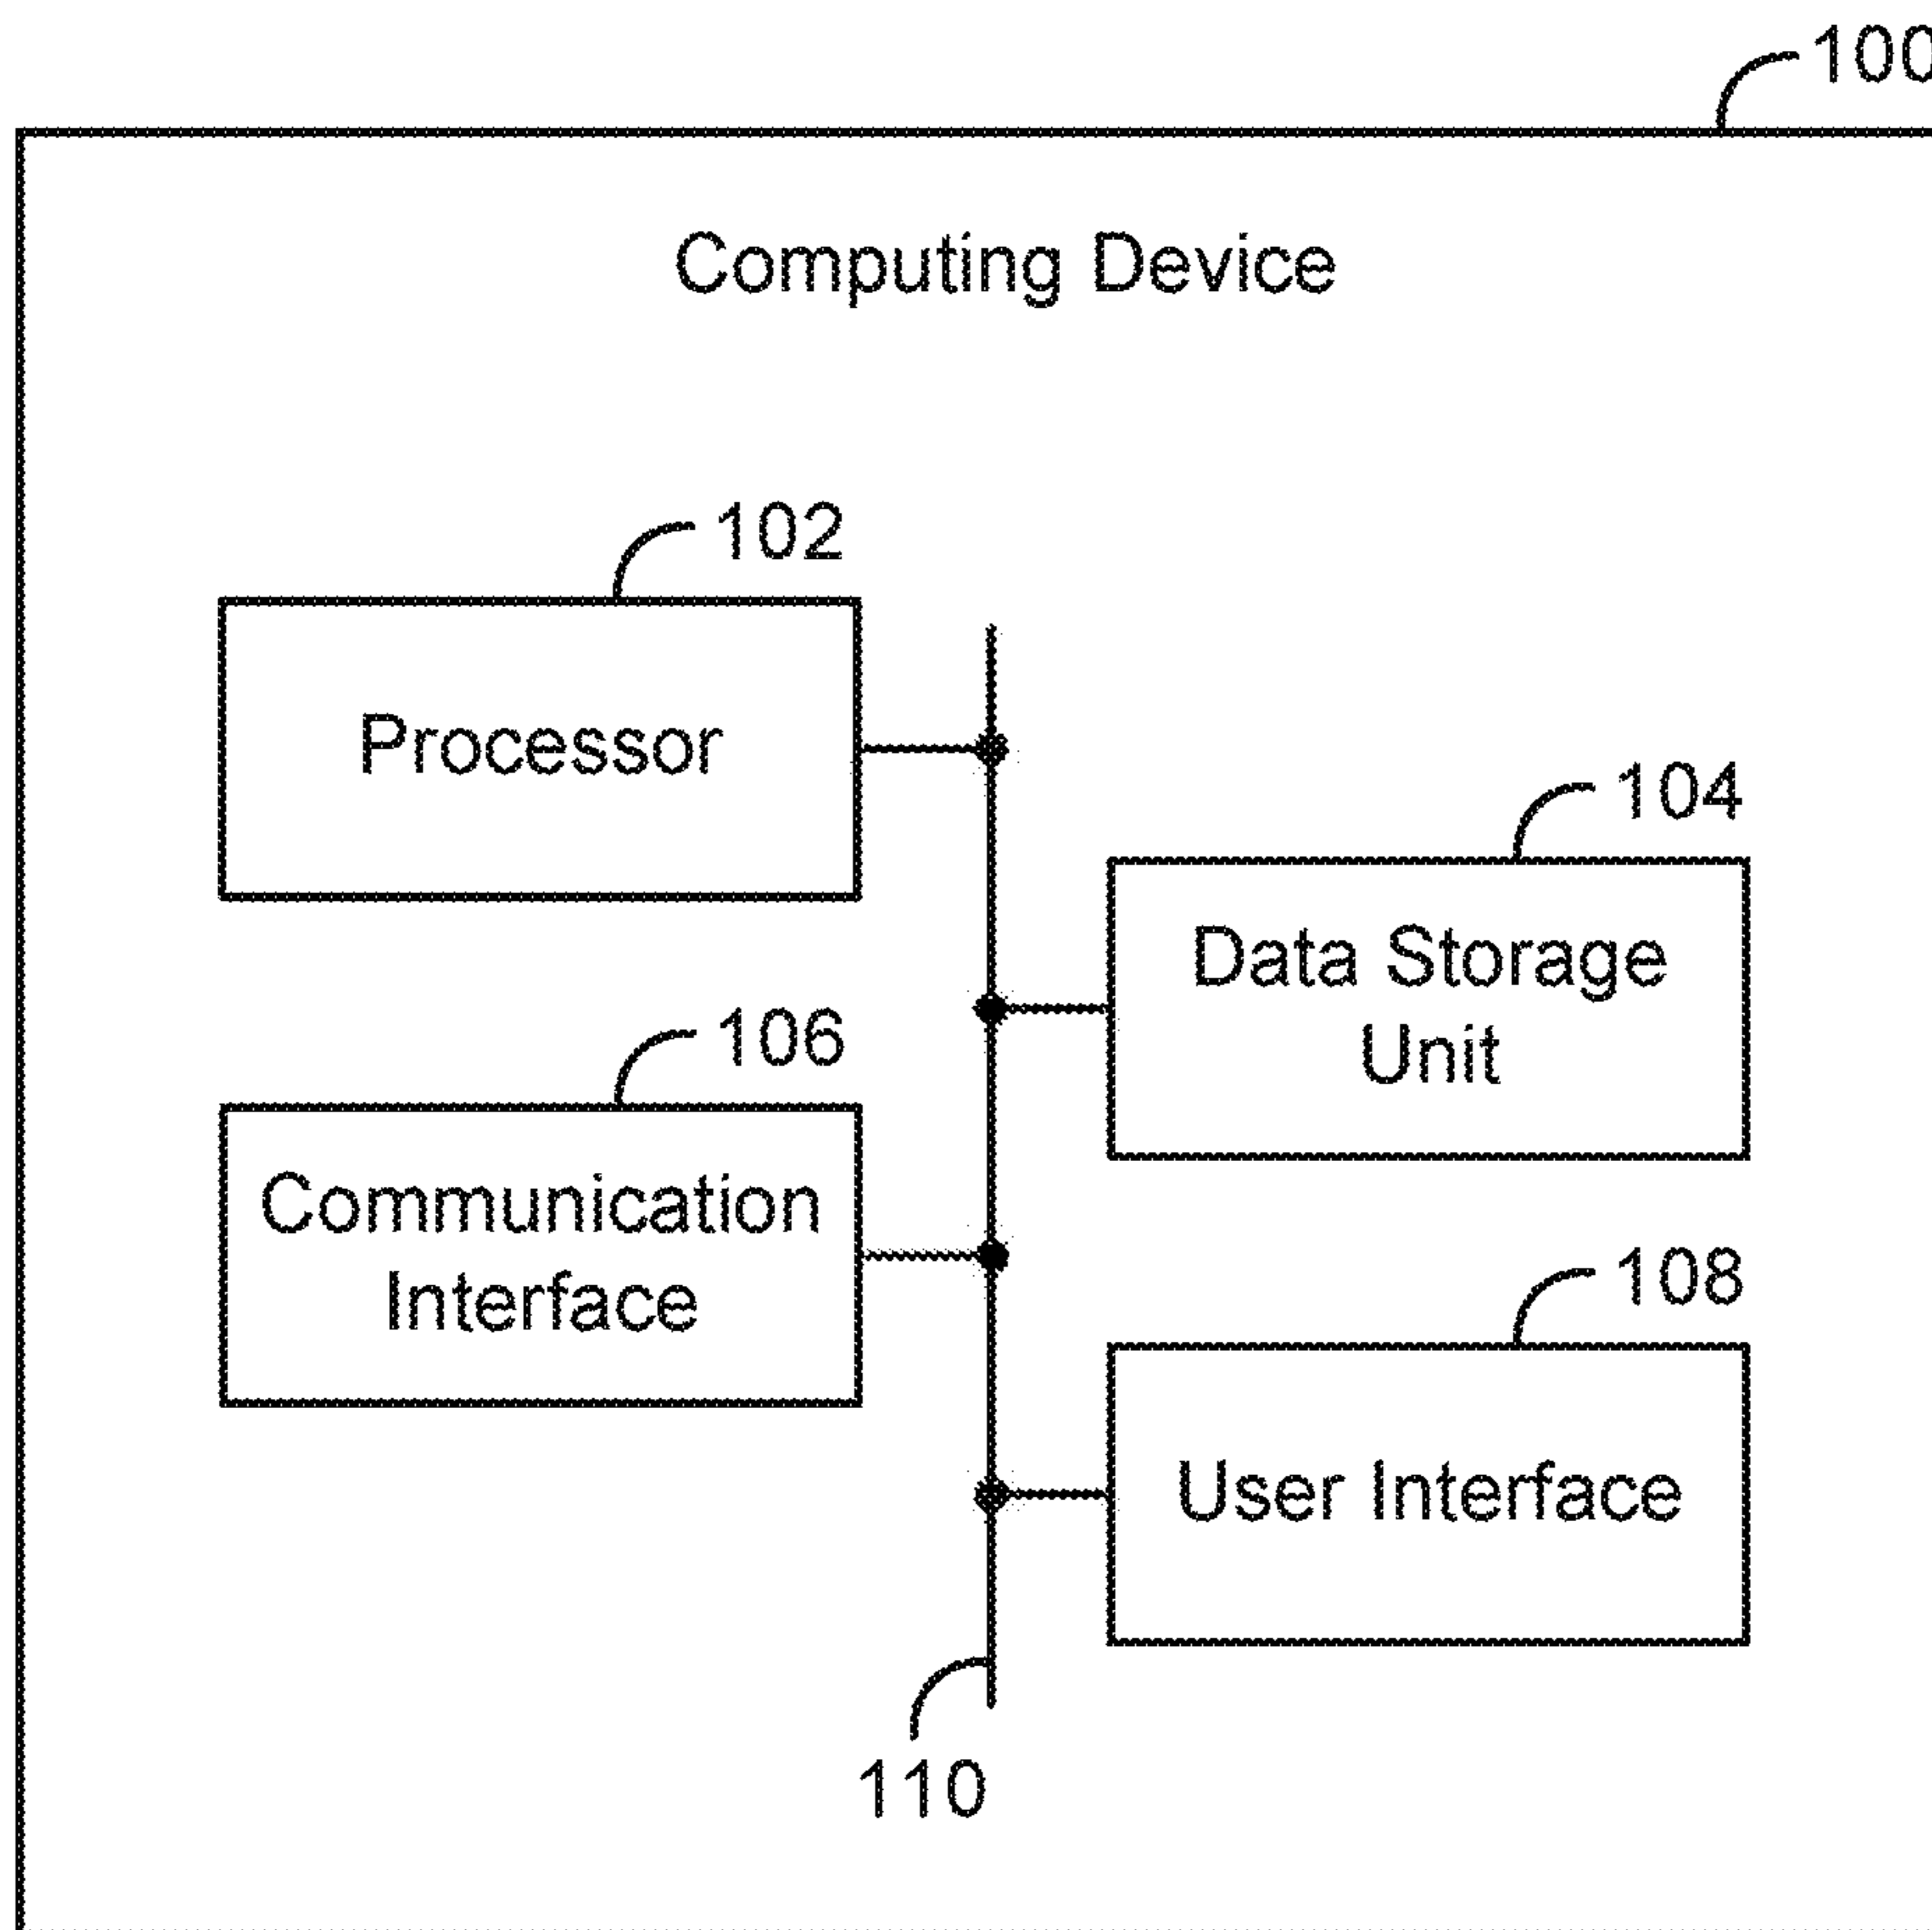 100
Computing Device
102
Processor
104
Data Storage
Unit
106
Communication
Interface
108
User Interface
110